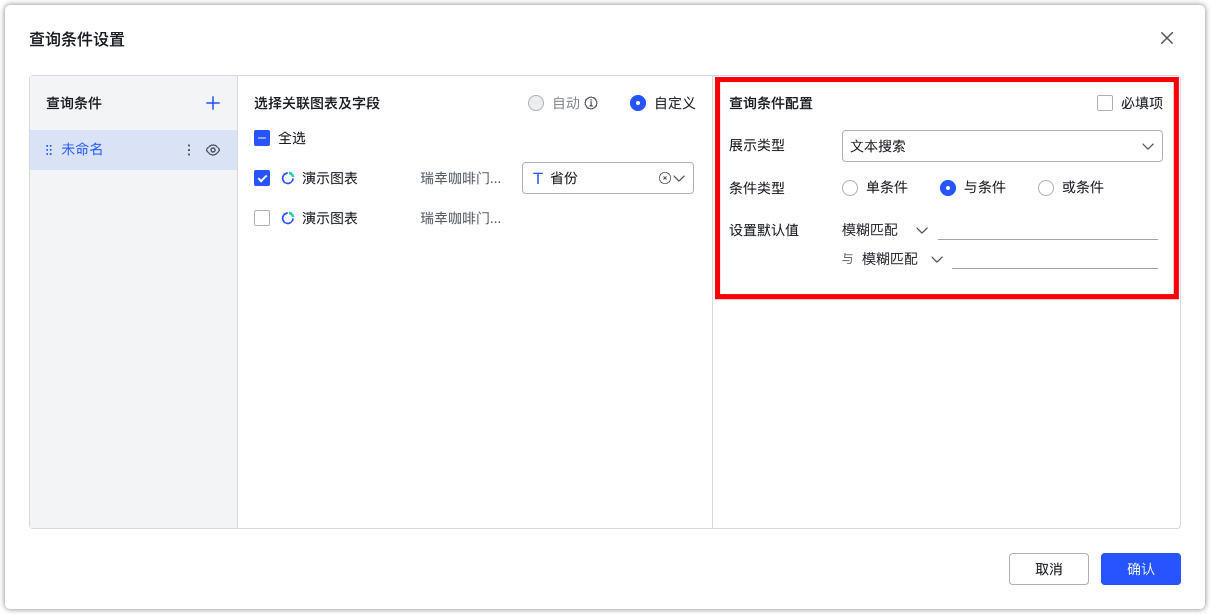 查询条件设置
查询条件
未命名
选择关联图表及字段
自动
自定义
全选
演示图表 瑞幸咖啡门... T 省份
演示图表 瑞幸咖啡门...
查询条件配置
必填项
展示类型 文本搜索
条件类型 单条件 与条件 或条件
设置默认值 模糊匹配
与 模糊匹配
取消 确认